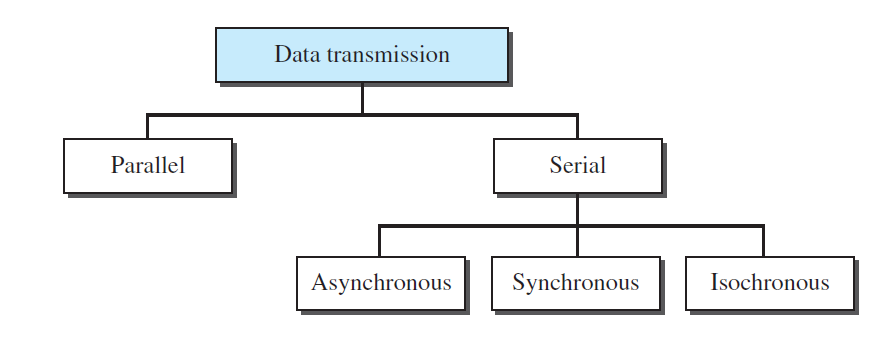 Data transmission
Parallel
Serial
Asynchronous
Synchronous
Isochronous